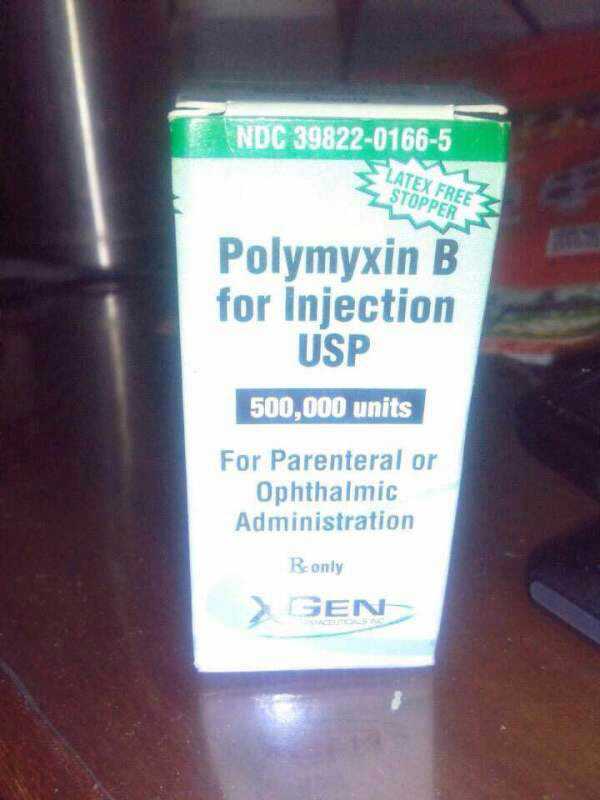 NDC 39822-0166-5
LATEX FREE
STOPPER
Polymyxin B
for Injection
USP
500,000 units
For Parenteral or
Ophthalmic
Administration
℞ only
X GEN